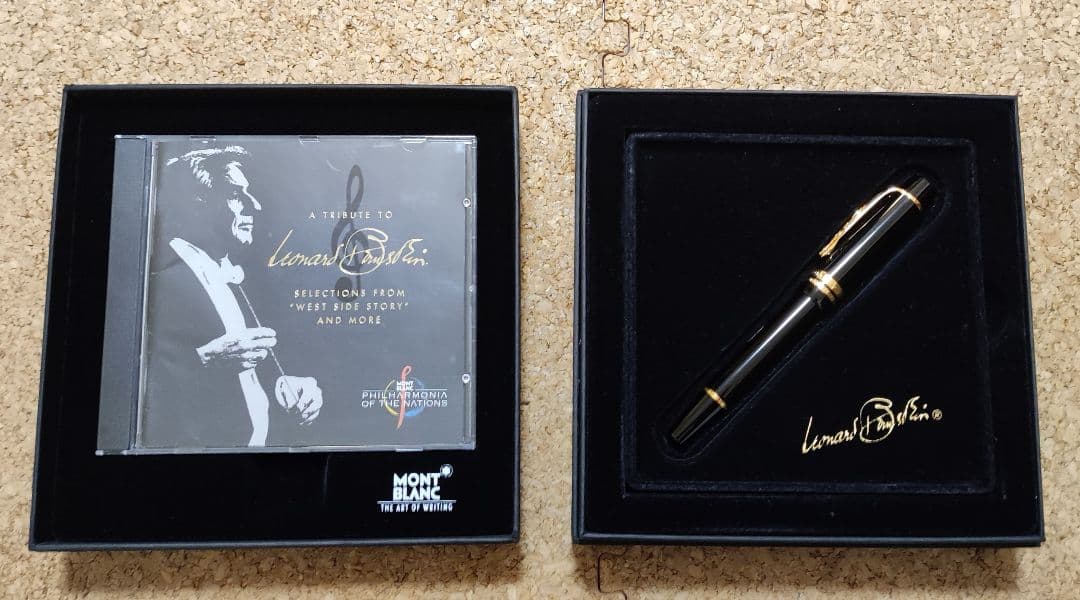 A TRIBUTE TO
Leonard Bernstein
SELECTIONS FROM
"WEST SIDE STORY"
AND MORE
MONT
BLANC
PHILHARMONIA
OF THE NATIONS
MONT
BLANC
THE ART OF WRITING
Leonard Bernstein®